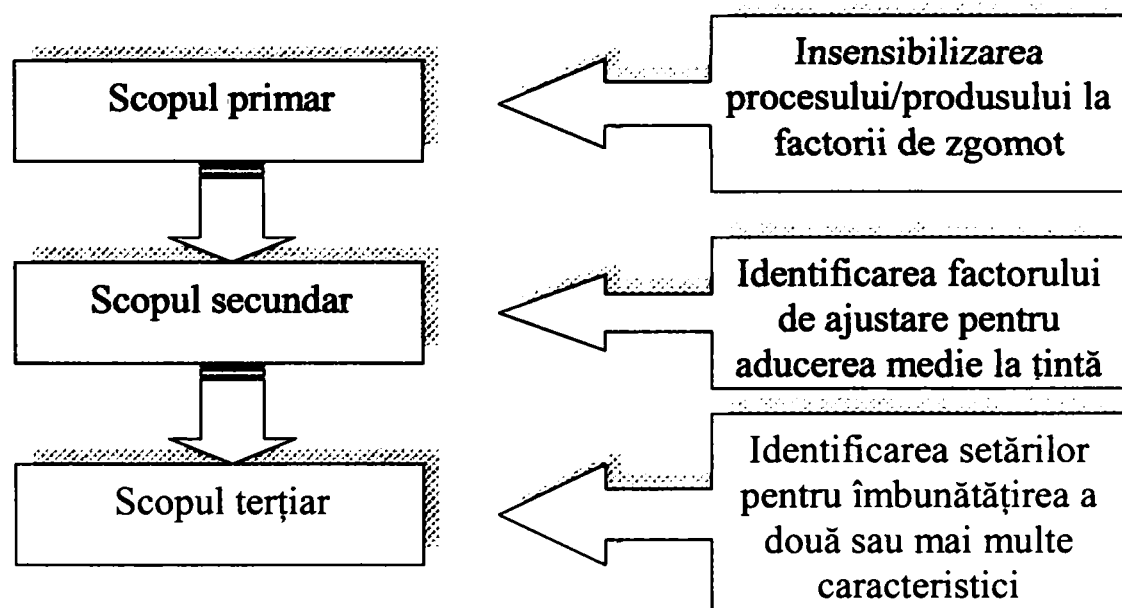 Scopul primar
Insensibilizarea
procesului/produsului la
factorii de zgomot
Scopul secundar
Identificarea factorului
de ajustare pentru
aducerea medie la țintă
Scopul terțiar
Identificarea setărilor
pentru îmbunătățirea a
două sau mai multe
caracteristici